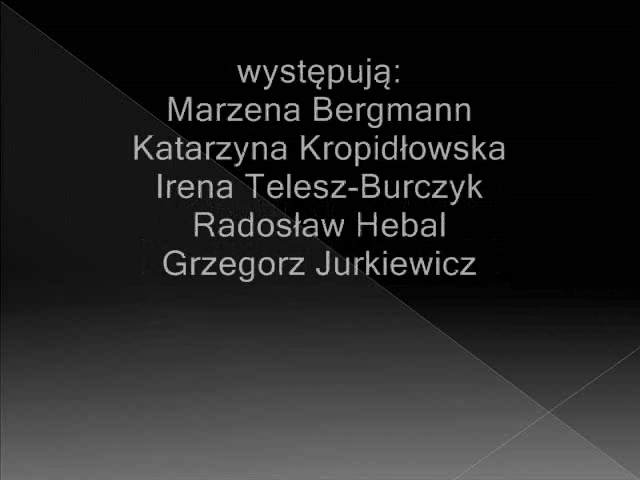 występują:
Marzena Bergmann
Katarzyna Kropidłowska
Irena Telesz-Burczyk
Radosław Hebal
Grzegorz Jurkiewicz